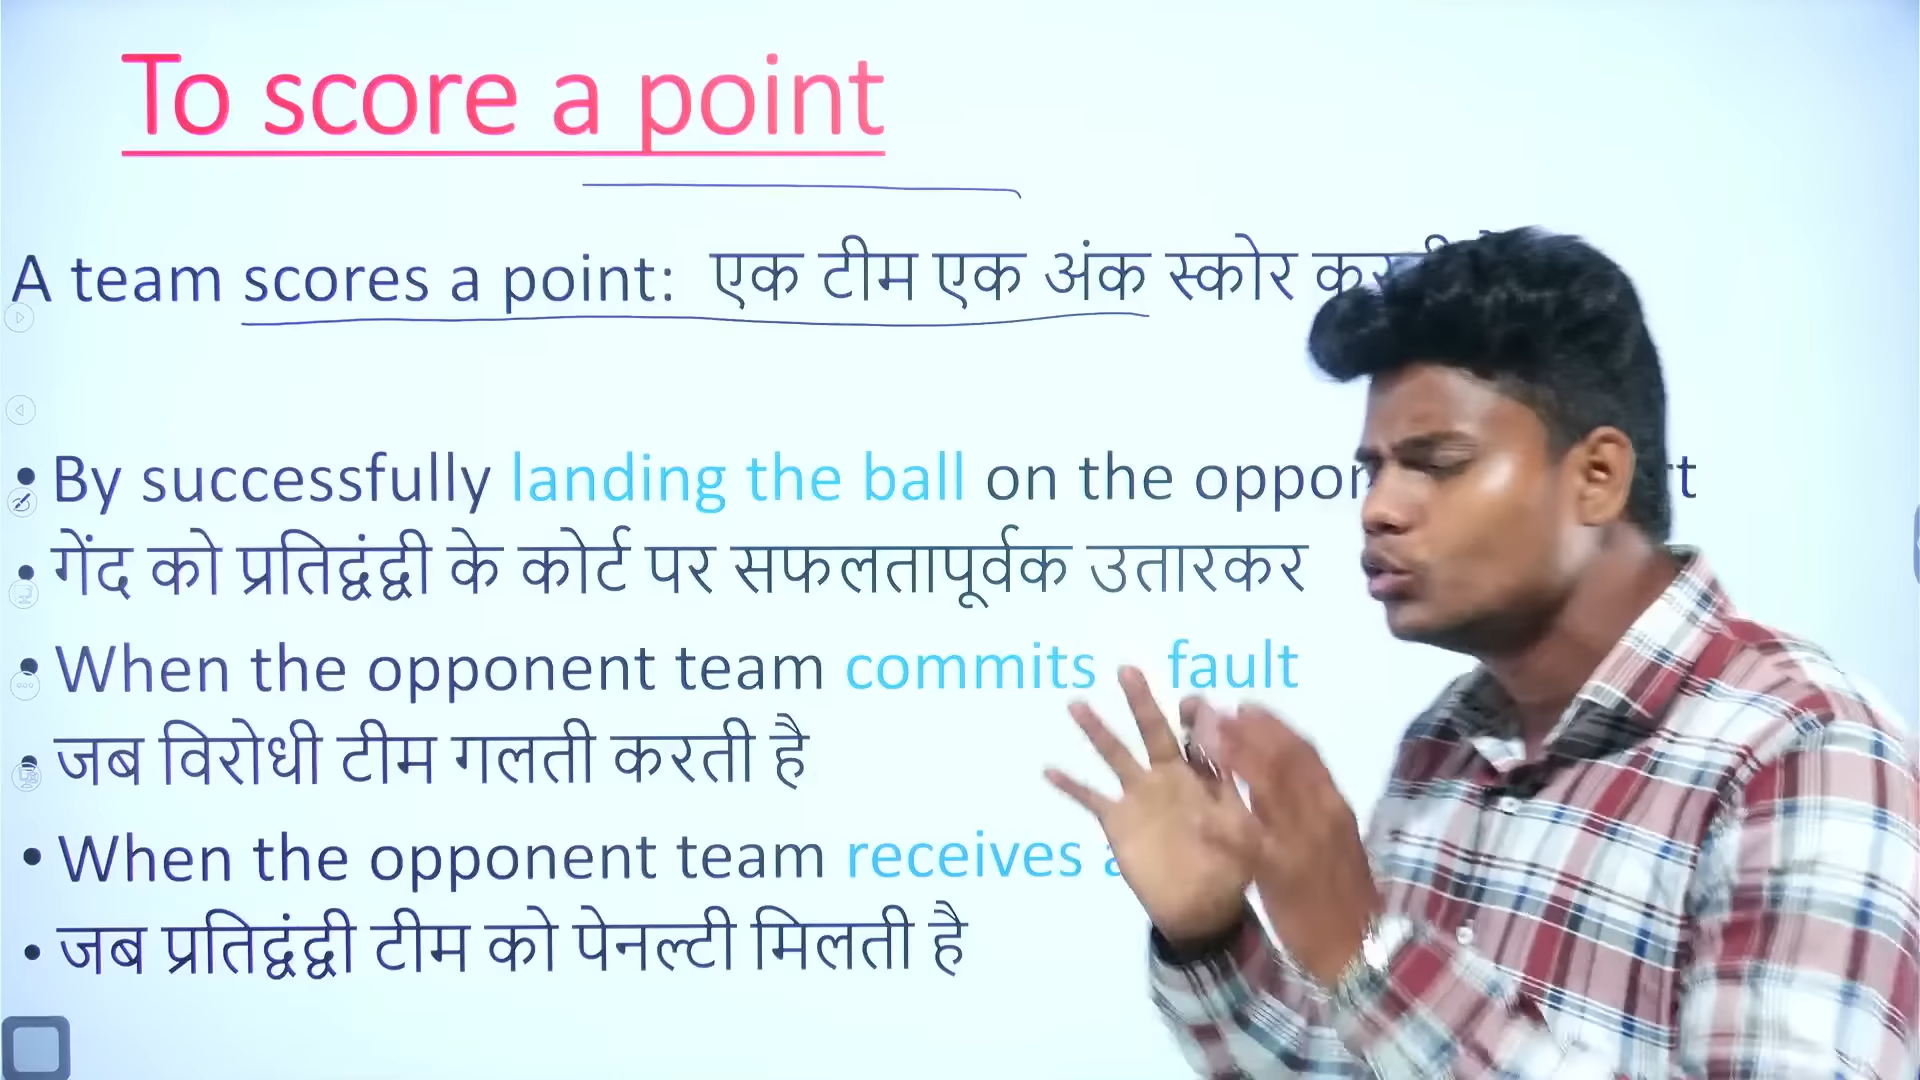 To score a point
A team scores a point: एक टीम एक अंक स्कोर
• By successfully landing the ball on the
• गेंद को प्रतिद्वंद्वी के कोर्ट पर सफलतापूर्वक उतारकर
• When the opponent team commits fault
• जब विरोधी टीम गलती करती है
• When the opponent team receives
• जब प्रतिद्वंद्वी टीम को पेनल्टी मिलती है